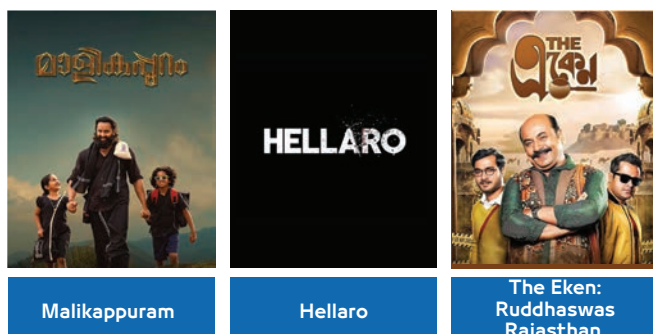 മാളികപ്പുറം
HELLARO
THE
একেন
Malikappuram
Hellaro
The Eken:
Ruddhaswas
Rajasthan